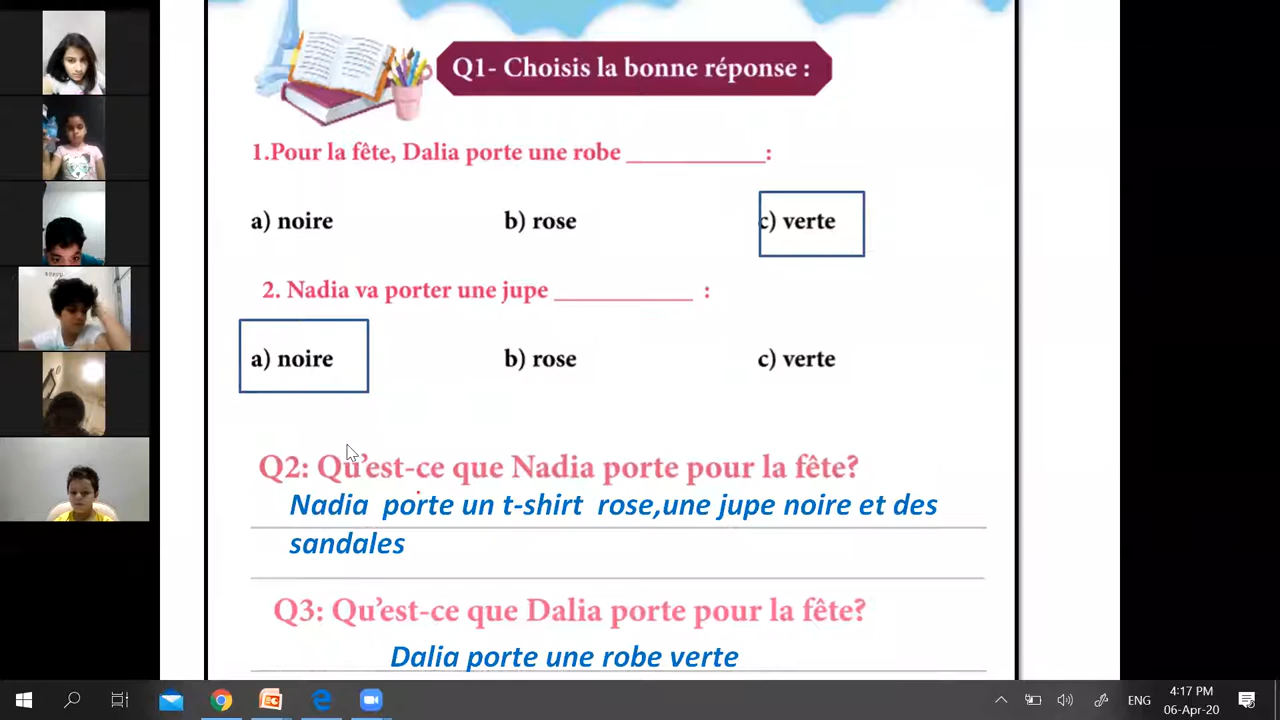 Q1- Choisis la bonne réponse :
1.Pour la fête, Dalia porte une robe ____________:
a) noire b) rose c) verte
2. Nadia va porter une jupe ____________ :
a) noire b) rose c) verte
Q2: Qu’est-ce que Nadia porte pour la fête?
Nadia porte un t-shirt rose,une jupe noire et des
sandales
Q3: Qu’est-ce que Dalia porte pour la fête?
Dalia porte une robe verte
ENG
4:17 PM
06-Apr-20